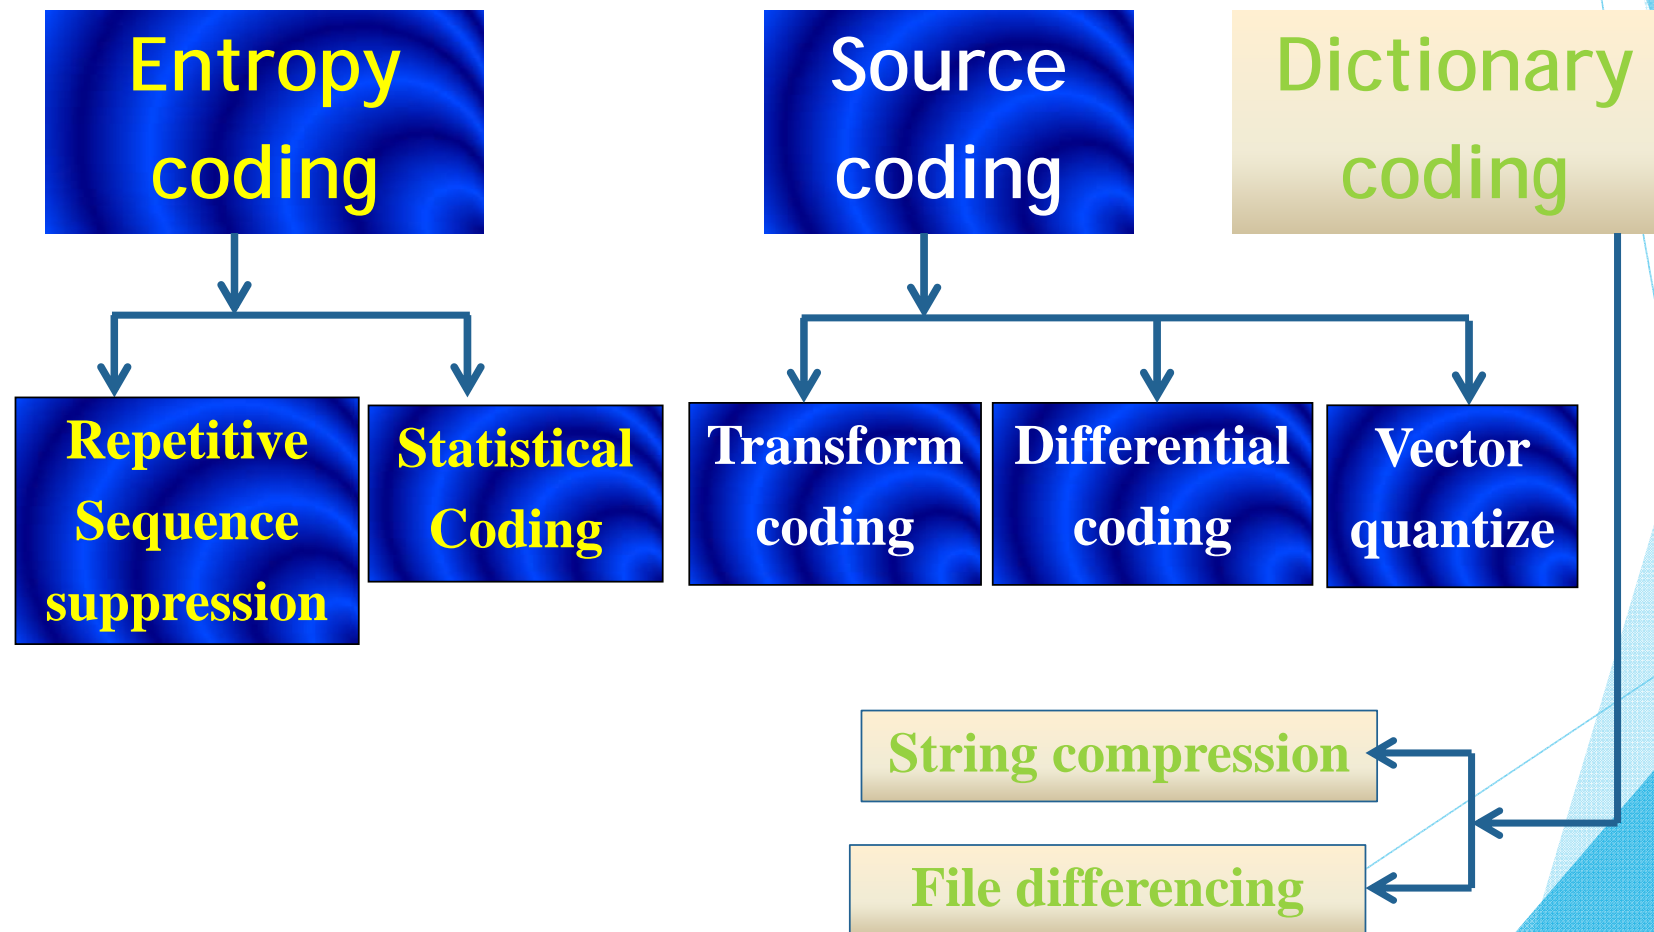 Entropy
coding
Source
coding
Dictionary
coding
Repetitive
Sequence
suppression
Statistical
Coding
Transform
coding
Differential
coding
Vector
quantize
String compression
File differencing